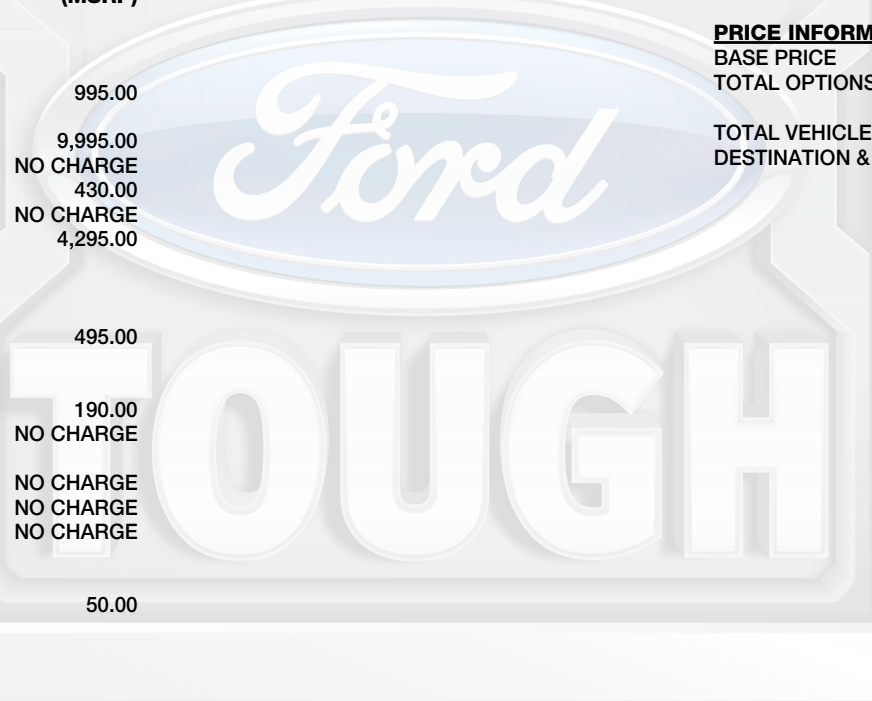 (MSRP)
995.00
9,995.00
NO CHARGE
430.00
NO CHARGE
4,295.00
495.00
190.00
NO CHARGE
NO CHARGE
NO CHARGE
NO CHARGE
50.00
PRICE INFORM
BASE PRICE
TOTAL OPTIONS
TOTAL VEHICLE
DESTINATION &
Ford
TOUGH